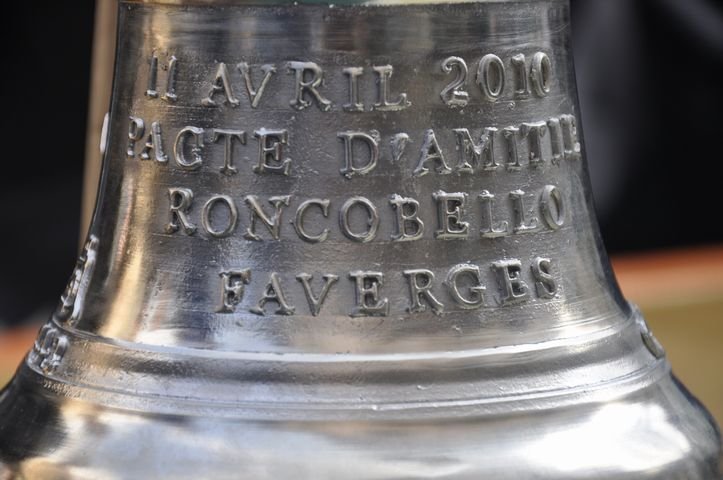 11 AVRIL 2010
PACTE D'AMITIE
RONCOBELLO
FAVERGES